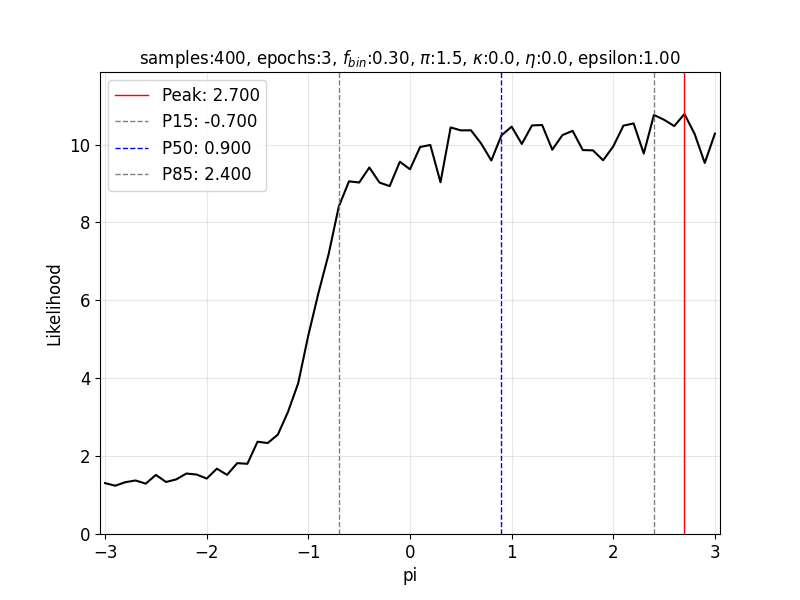 samples:400, epochs:3, f_bin:0.30, π:1.5, κ:0.0, η:0.0, epsilon:1.00
Peak: 2.700
P15: -0.700
P50: 0.900
P85: 2.400
10
8
6
4
2
0
Likelihood
−3 −2 −1 0 1 2 3
pi